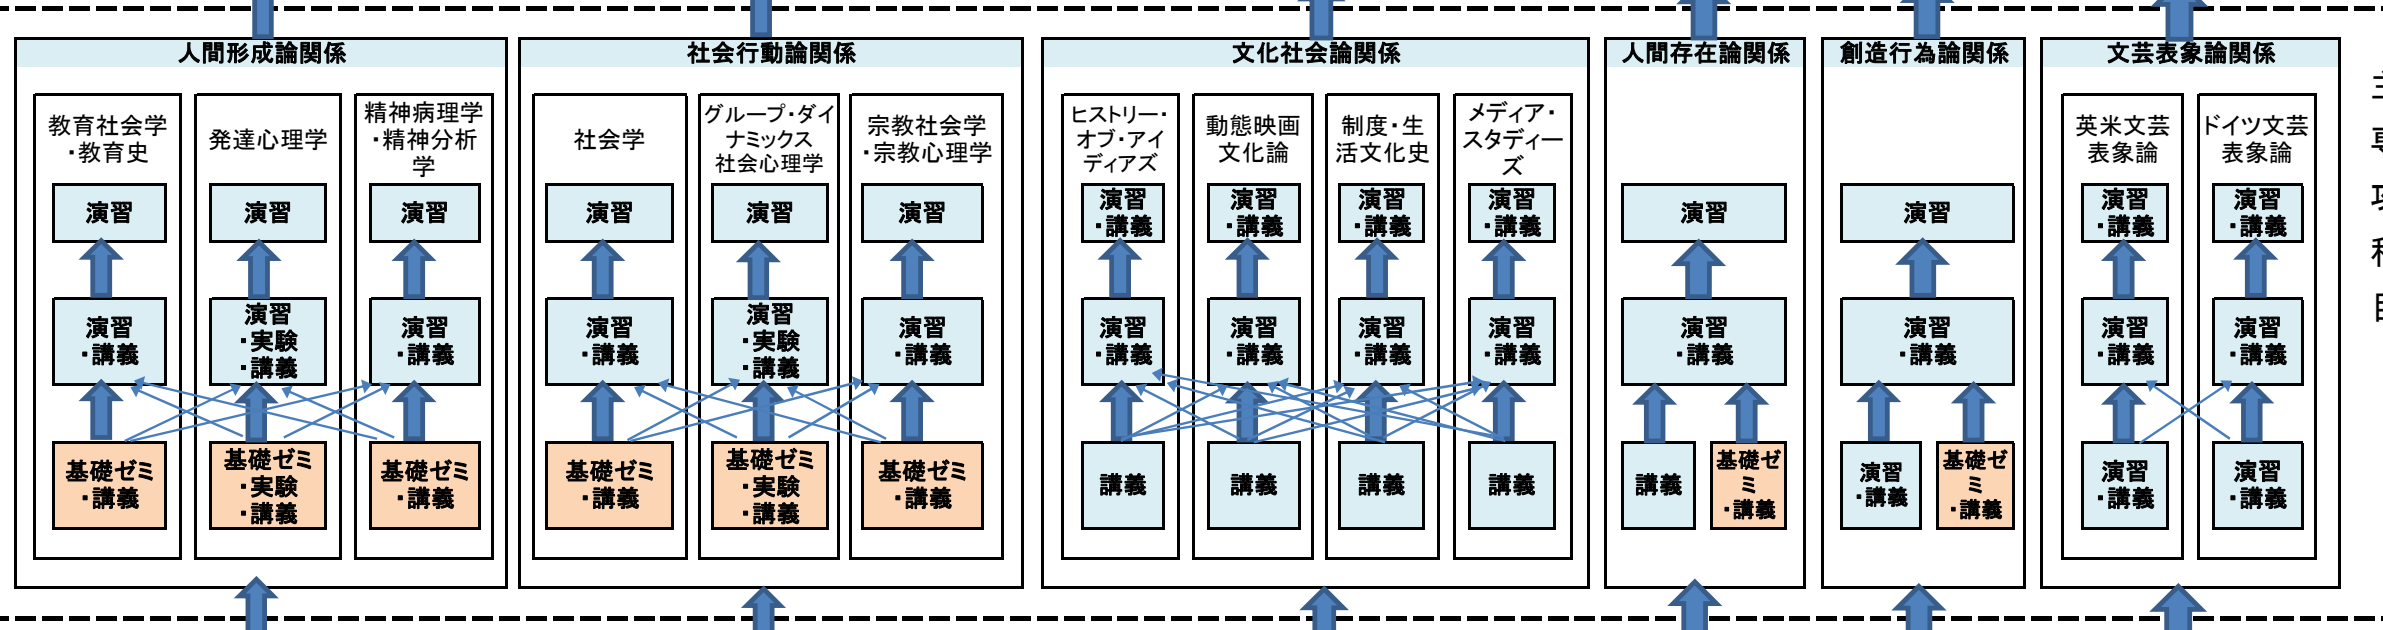 人間形成論関係
教育社会学
・教育史
演習
演習
・講義
基礎ゼミ
・講義
発達心理学
演習
演習
・実験
・講義
基礎ゼミ
・実験
・講義
精神病理学
・精神分析
学
演習
演習
・講義
基礎ゼミ
・講義
社会行動論関係
社会学
演習
演習
・講義
基礎ゼミ
・講義
グループ・ダイ
ナミックス
社会心理学
演習
演習
・実験
・講義
基礎ゼミ
・実験
・講義
宗教社会学
・宗教心理学
演習
演習
・講義
基礎ゼミ
・講義
文化社会論関係
ヒストリー・
オブ・アイ
ディアズ
演習
・講義
演習
・講義
講義
動態映画
文化論
演習
・講義
演習
・講義
講義
制度・生
活文化史
演習
・講義
演習
・講義
講義
メディア・
スタディー
ズ
演習
・講義
演習
・講義
講義
人間存在論関係
演習
演習
・講義
講義
基礎ゼ
ミ
・講義
創造行為論関係
演習
演習
・講義
演習
・講義
基礎ゼ
ミ
・講義
文芸表象論関係
英米文芸
表象論
演習
・講義
演習
・講義
演習
・講義
ドイツ文芸
表象論
演習
・講義
演習
・講義
演習
・講義